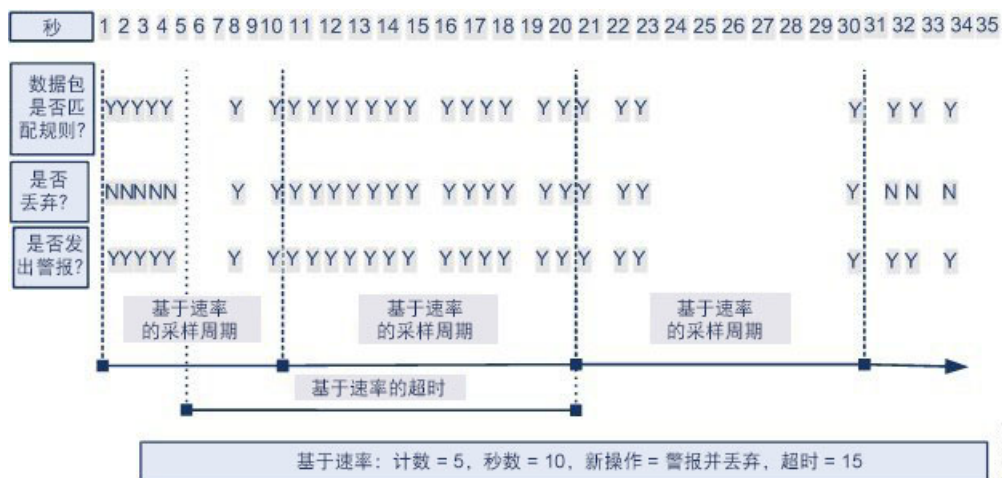 秒 1 2 3 4 5 6 7 8 9 10 11 12 13 14 15 16 17 18 19 20 21 22 23 24 25 26 27 28 29 30 31 32 33 34 35
数据包
是否匹
配规则?
YYYYY Y Y Y Y Y Y Y Y Y Y Y Y Y Y Y Y Y Y Y Y Y Y Y
是否
丢弃?
NNNNN Y Y Y Y Y Y Y Y Y Y Y Y Y Y Y Y Y Y Y Y N N N
是否发
出警报?
YYYYY Y Y Y Y Y Y Y Y Y Y Y Y Y Y Y Y Y Y Y Y Y Y Y
基于速率
的采样周期
基于速率
的采样周期
基于速率
的采样周期
基于速率的超时
基于速率：计数 = 5，秒数 = 10，新操作 = 警报并丢弃，超时 = 15